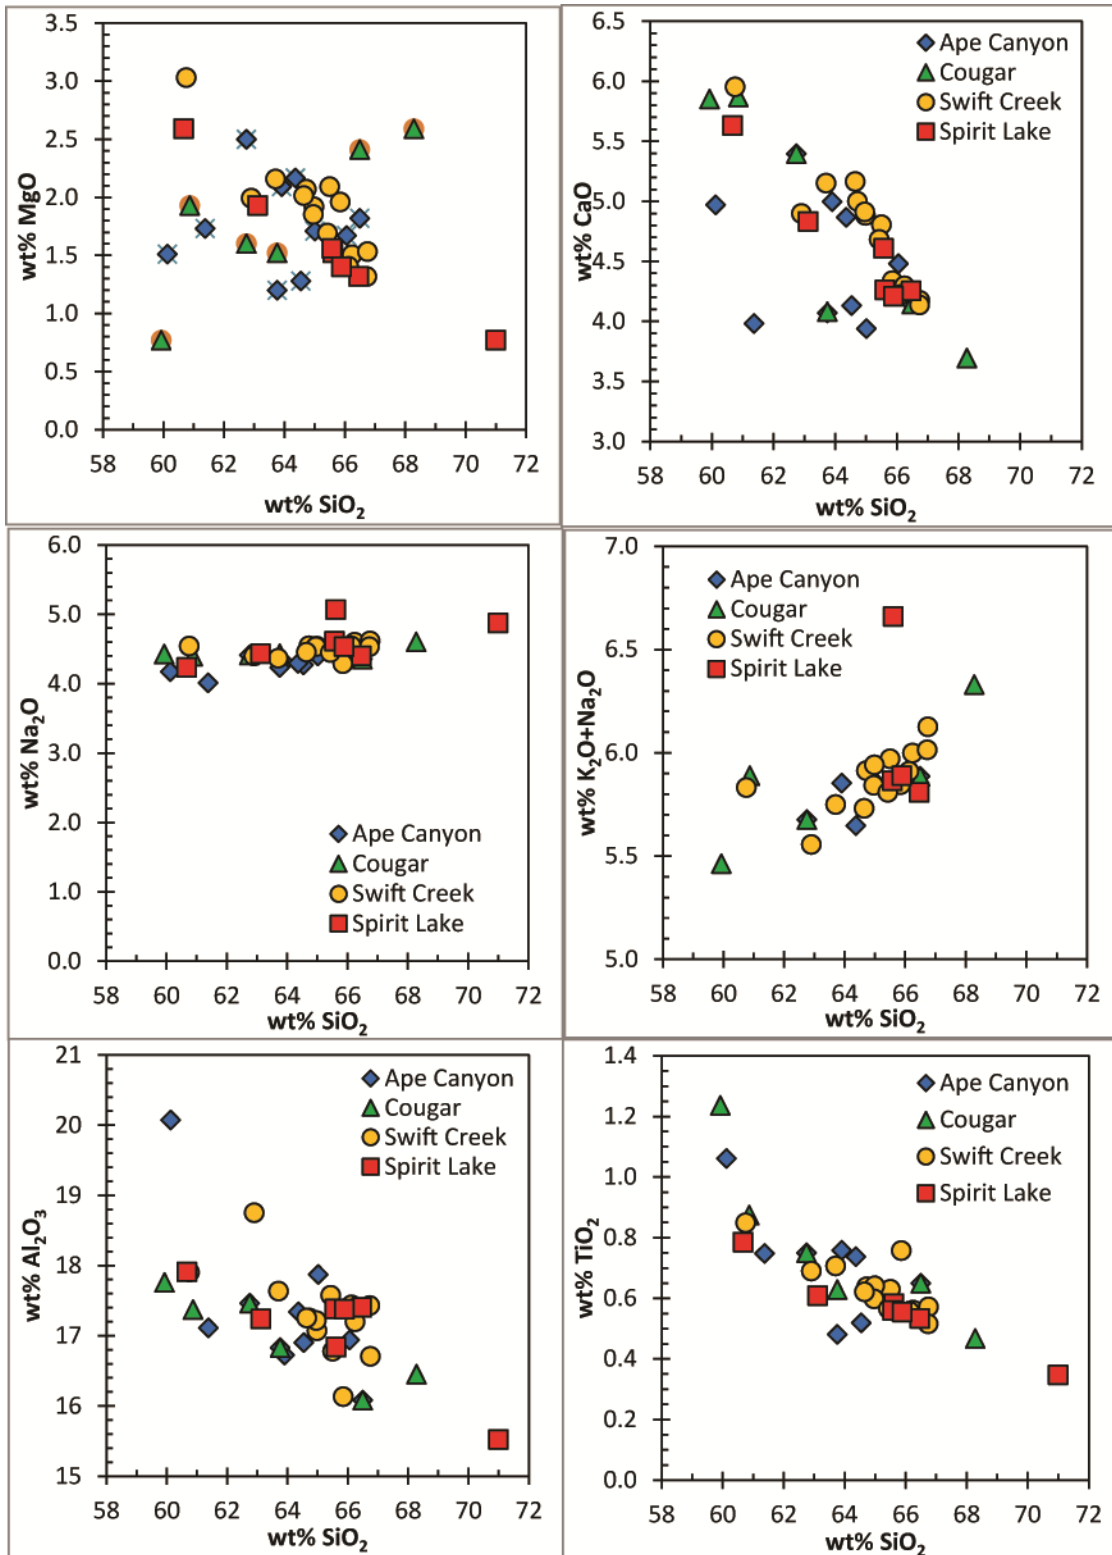 3.5
3.0
2.5
2.0
1.5
1.0
0.5
0.0
wt% MgO
58 60 62 64 66 68 70 72
wt% SiO₂
6.5
6.0
5.5
5.0
4.5
4.0
3.5
3.0
wt% CaO
Ape Canyon
Cougar
Swift Creek
Spirit Lake
58 60 62 64 66 68 70 72
wt% SiO₂
6.0
5.0
4.0
3.0
2.0
1.0
0.0
wt% Na₂O
Ape Canyon
Cougar
Swift Creek
Spirit Lake
58 60 62 64 66 68 70 72
wt% SiO₂
7.0
6.5
6.0
5.5
5.0
wt% K₂O+Na₂O
Ape Canyon
Cougar
Swift Creek
Spirit Lake
58 60 62 64 66 68 70 72
wt% SiO₂
21
20
19
18
17
16
15
wt% Al₂O₃
Ape Canyon
Cougar
Swift Creek
Spirit Lake
58 60 62 64 66 68 70 72
wt% SiO₂
1.4
1.2
1.0
0.8
0.6
0.4
0.2
0.0
wt% TiO₂
Ape Canyon
Cougar
Swift Creek
Spirit Lake
58 60 62 64 66 68 70 72
wt% SiO₂